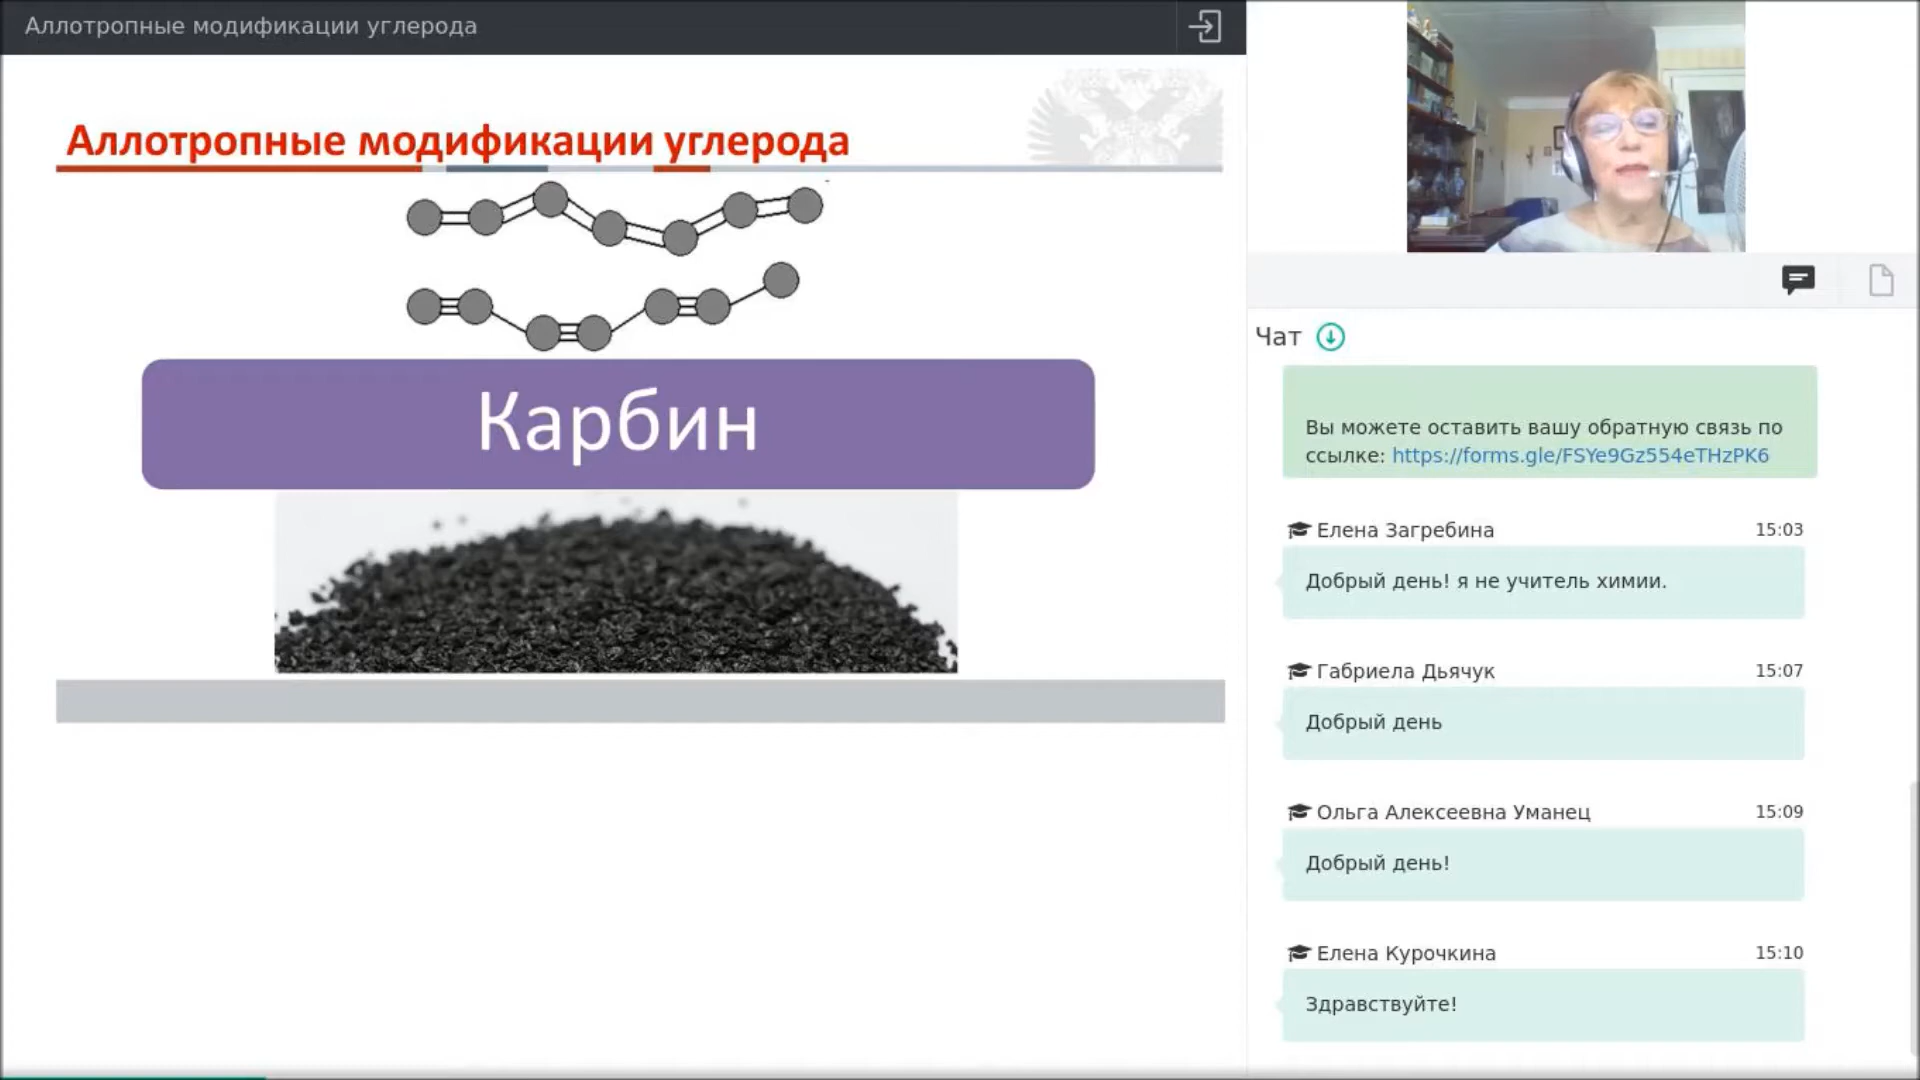 Аллотропные модификации углерода
Аллотропные модификации углерода
Карбин
Чат
Вы можете оставить вашу обратную связь по
ссылке: https://forms.gle/FSYe9Gz554eTHzPK6
Елена Загребина 15:03
Добрый день! я не учитель химии.
Габриела Дьячук 15:07
Добрый день
Ольга Алексеевна Уманец 15:09
Добрый день!
Елена Курочкина 15:10
Здравствуйте!